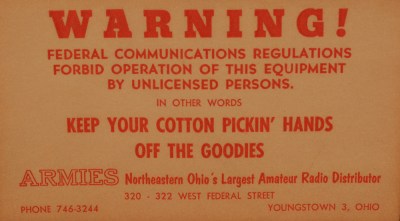 WARNING!
FEDERAL COMMUNICATIONS REGULATIONS
FORBID OPERATION OF THIS EQUIPMENT
BY UNLICENSED PERSONS.
IN OTHER WORDS
KEEP YOUR COTTON PICKIN' HANDS
OFF THE GOODIES
ARMIES Northeastern Ohio's Largest Amateur Radio Distributor
320 - 322 WEST FEDERAL STREET
PHONE 746-3244 YOUNGSTOWN 3, OHIO